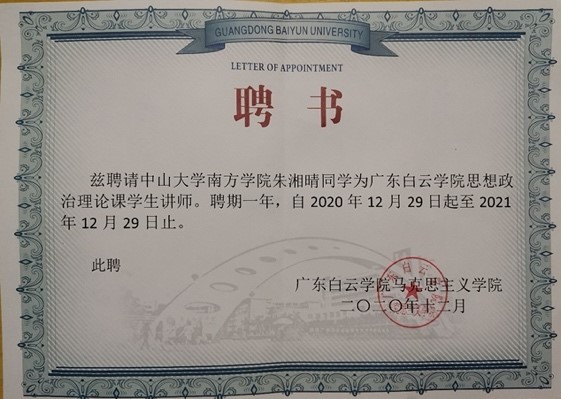 GUANGDONG BAIYUN UNIVERSITY
LETTER OF APPOINTMENT
聘 书
兹聘请中山大学南方学院朱湘晴同学为广东白云学院思想政
治理论课学生讲师。聘期一年，自 2020 年 12 月 29 日起至 2021
年 12 月 29 日止。
此聘
广东白云学院马克思主义学院
二〇二〇年十二月